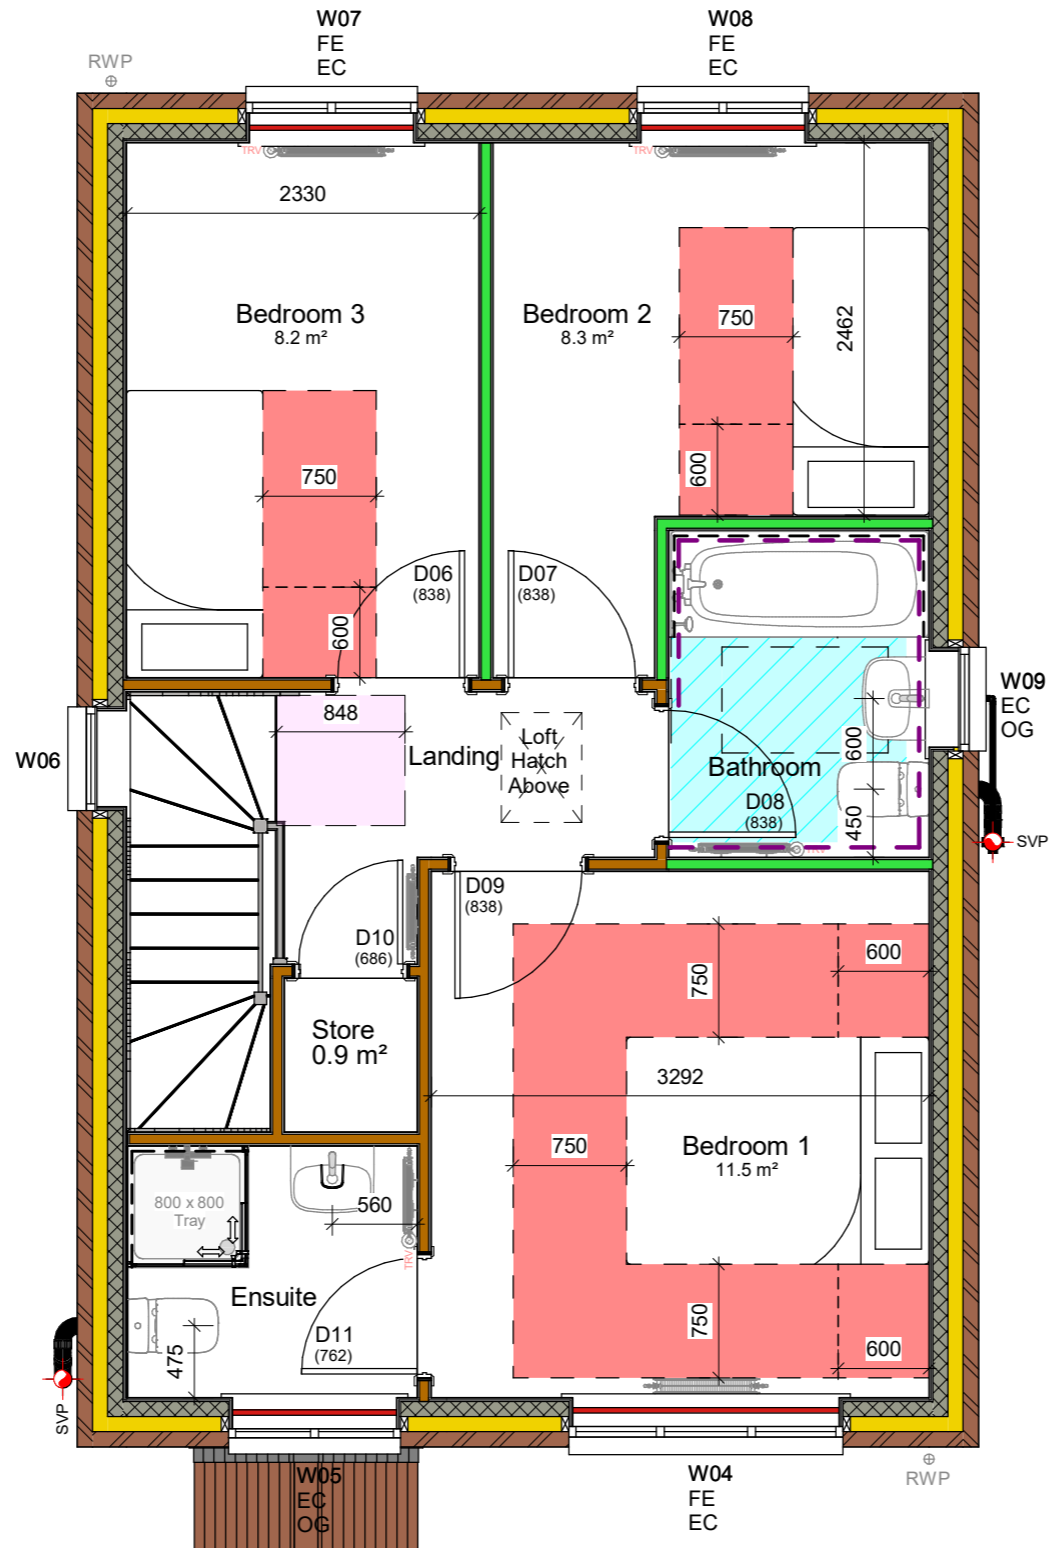 W07
FE
EC
W08
FE
EC
RWP
TRV
TRV
2330
Bedroom 3
8.2 m²
Bedroom 2
8.3 m²
750
2462
750
600
D06
(838)
D07
(838)
600
W09
EC
OG
W06
848
Landing
Loft
Hatch
Above
600
Bathroom
D08
(838)
450
TRV
SVP
D09
(838)
D10
(686)
600
750
Store
0.9 m²
3292
750
Bedroom 1
11.5 m²
800 x 800
Tray
560
TRV
Ensuite
D11
(762)
475
750
600
SVP
W05
EC
OG
W04
FE
EC
RWP